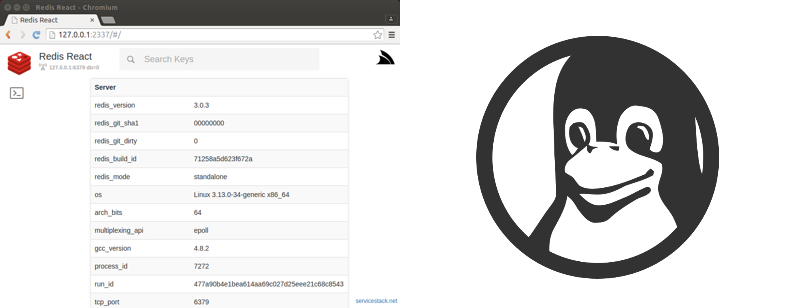 Redis React - Chromium
Redis React
127.0.0.1:2337/#/
Redis React
127.0.0.1:6379 db=0
Search Keys
Server
redis_version 3.0.3
redis_git_sha1 00000000
redis_git_dirty 0
redis_build_id 71258a5d623f672a
redis_mode standalone
os Linux 3.13.0-34-generic x86_64
arch_bits 64
multiplexing_api epoll
gcc_version 4.8.2
process_id 7272
run_id 477a90b4e1bea614aa69c027d25eee21c68c8543
tcp_port 6379
servicestack.net